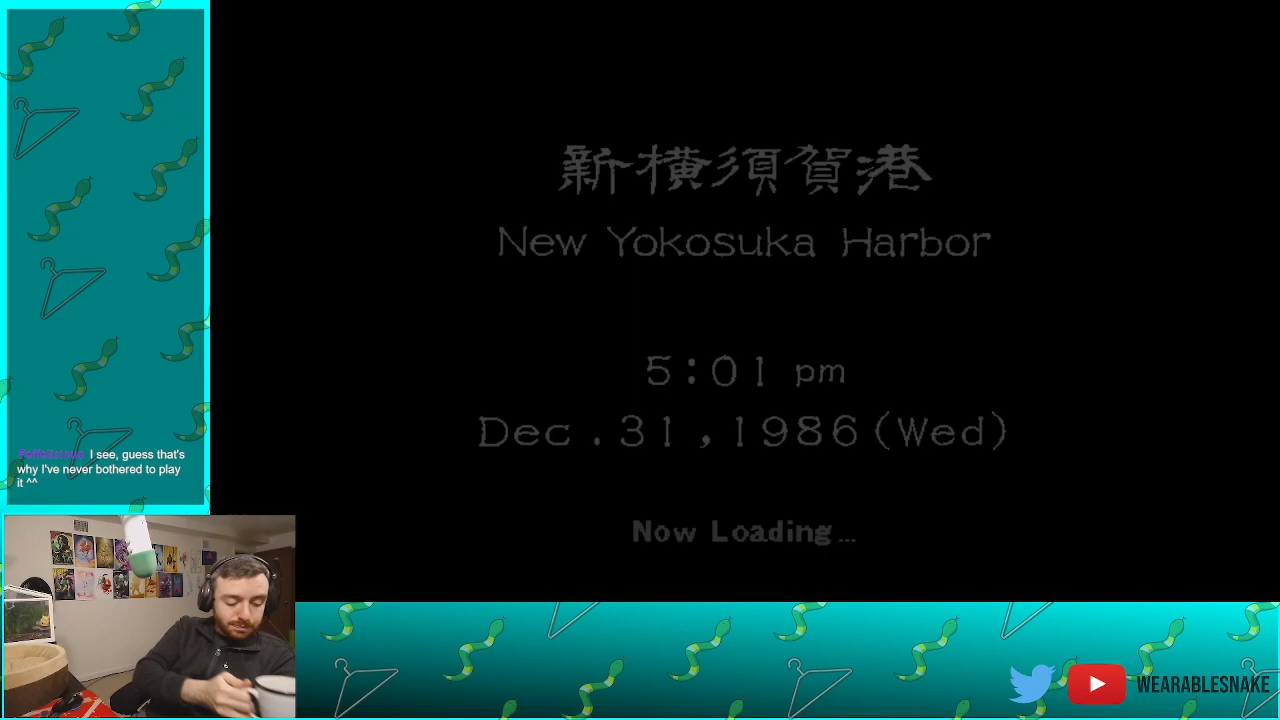 新横須賀港
New Yokosuka Harbor
5:01 pm
Dec.31,1986(Wed)
Now Loading...
I see, guess that's
why I've never bothered to play
it ^^
WEARABLESNAKE